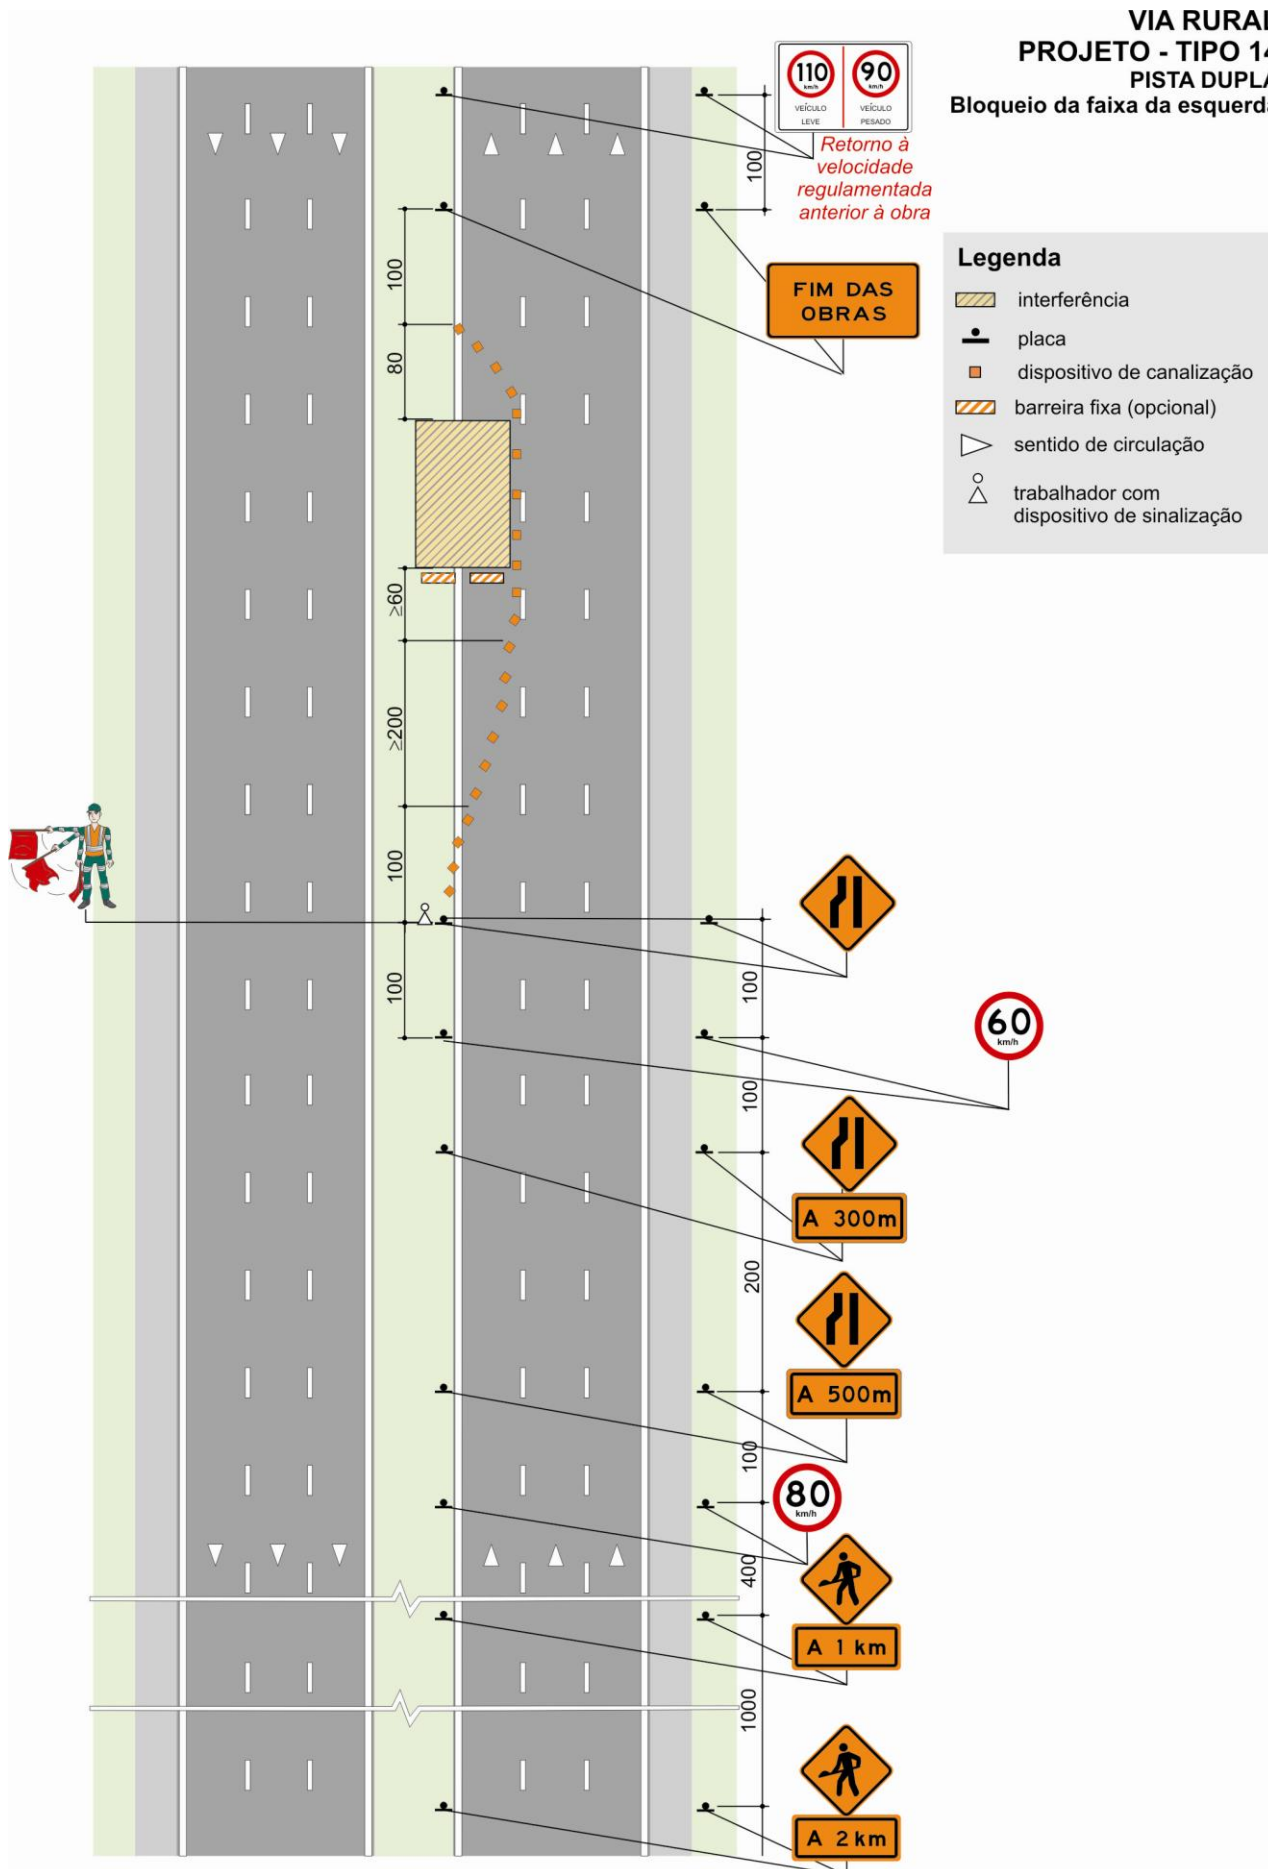 VIA RURAL
PROJETO - TIPO 14
PISTA DUPLA
Bloqueio da faixa da esquerda
110
km/h
VEÍCULO
LEVE
90
km/h
VEÍCULO
PESADO
Retorno à
velocidade
regulamentada
anterior à obra
100
FIM DAS
OBRAS
Legenda
interferência
placa
dispositivo de canalização
barreira fixa (opcional)
sentido de circulação
trabalhador com
dispositivo de sinalização
100
80
≥60
≥200
100
100
100
60
km/h
100
A 300m
200
A 500m
100
80
km/h
400
A 1 km
1000
A 2 km